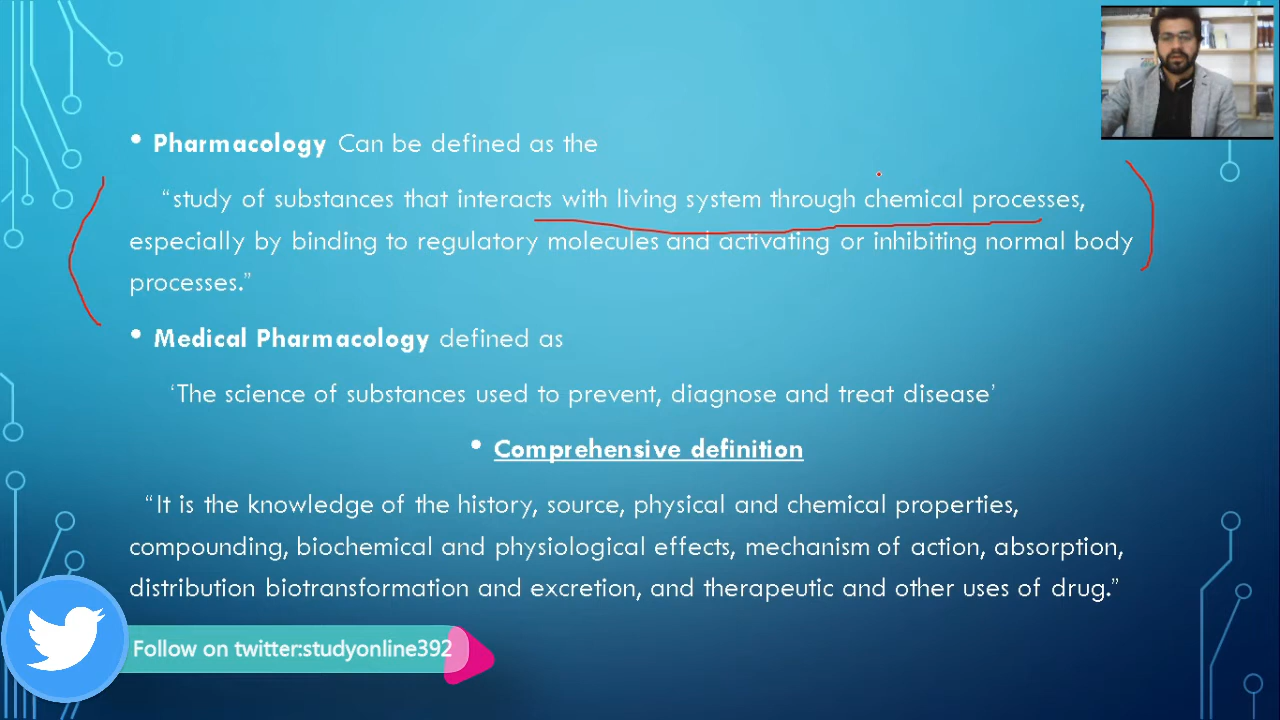 • Pharmacology Can be defined as the
“study of substances that interacts with living system through chemical processes,
especially by binding to regulatory molecules and activating or inhibiting normal body
processes.”
• Medical Pharmacology defined as
‘The science of substances used to prevent, diagnose and treat disease’
• Comprehensive definition
“It is the knowledge of the history, source, physical and chemical properties,
compounding, biochemical and physiological effects, mechanism of action, absorption,
distribution biotransformation and excretion, and therapeutic and other uses of drug.”
Follow on twitter:studyonline392